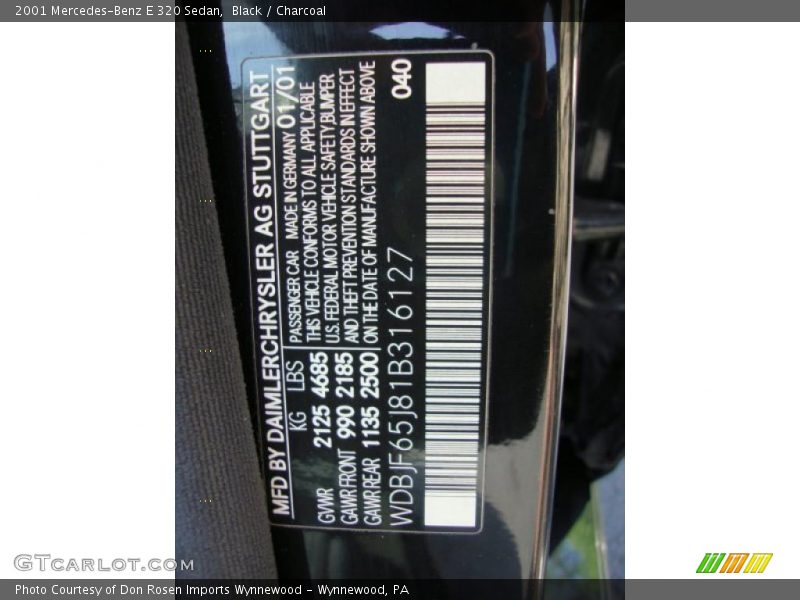 2001 Mercedes-Benz E 320 Sedan, Black / Charcoal
MFD BY DAIMLERCHRYSLER AG STUTTGART
KG LBS
GVWR 2125 4685
GAWR FRONT 990 2185
GAWR REAR 1135 2500
PASSENGER CAR MADE IN GERMANY 01/01
THIS VEHICLE CONFORMS TO ALL APPLICABLE
U.S. FEDERAL MOTOR VEHICLE SAFETY,BUMPER
AND THEFT PREVENTION STANDARDS IN EFFECT
ON THE DATE OF MANUFACTURE SHOWN ABOVE
WDBJF65J81B316127 040
GTCarLot.com
Photo Courtesy of Don Rosen Imports Wynnewood - Wynnewood, PA